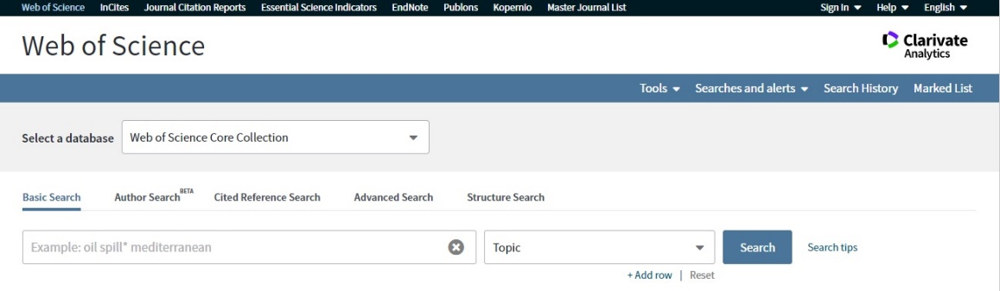 Web of Science InCites Journal Citation Reports Essential Science Indicators EndNote Publons Kopernio Master Journal List Sign In Help English
Web of Science
Clarivate
Analytics
Tools Searches and alerts Search History Marked List
Select a database Web of Science Core Collection
Basic Search Author Search BETA Cited Reference Search Advanced Search Structure Search
Example: oil spill* mediterranean Topic Search Search tips
+ Add row | Reset